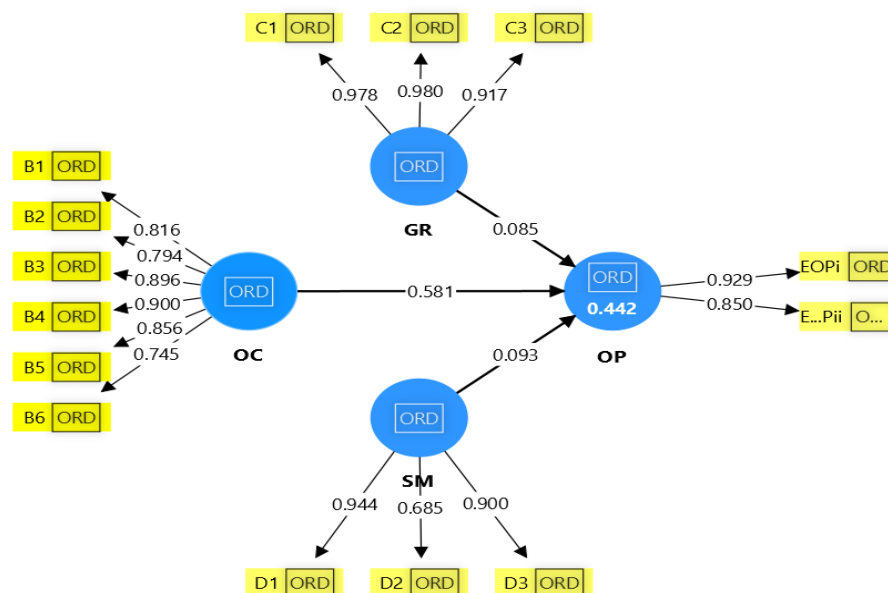 C1 ORD C2 ORD C3 ORD
0.978 0.980 0.917
ORD
GR
B1 ORD
B2 ORD
B3 ORD
B4 ORD
B5 ORD
B6 ORD
0.816
0.794
0.896
0.900
0.856
0.745
ORD
OC
0.085
0.581
0.093
ORD
0.442
OP
0.929
0.850
EOPi ORD
E...Pii O...
ORD
SM
0.944 0.685 0.900
D1 ORD D2 ORD D3 ORD